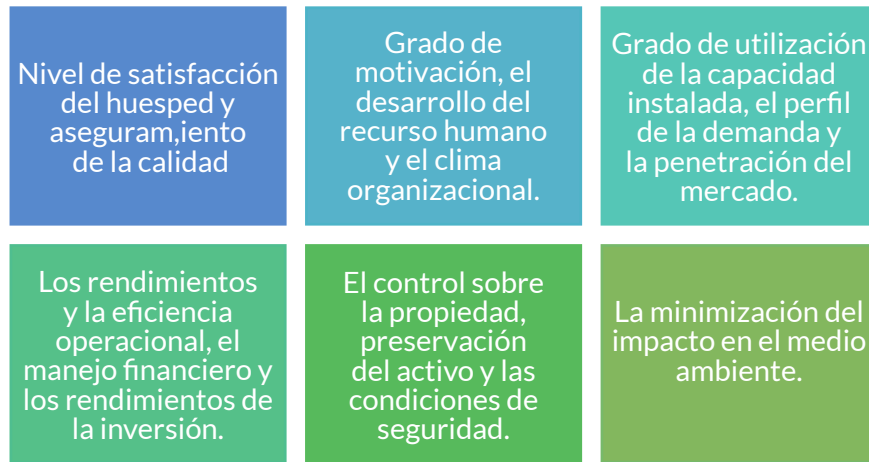 Nivel de satisfacción
del huesped y
aseguram,iento
de la calidad
Grado de
motivación, el
desarrollo del
recurso humano
y el clima
organizacional.
Grado de utilización
de la capacidad
instalada, el perfil
de la demanda y
la penetración del
mercado.
Los rendimientos
y la eficiencia
operacional, el
manejo financiero y
los rendimientos de
la inversión.
El control sobre
la propiedad,
preservación
del activo y las
condiciones de
seguridad.
La minimización del
impacto en el medio
ambiente.